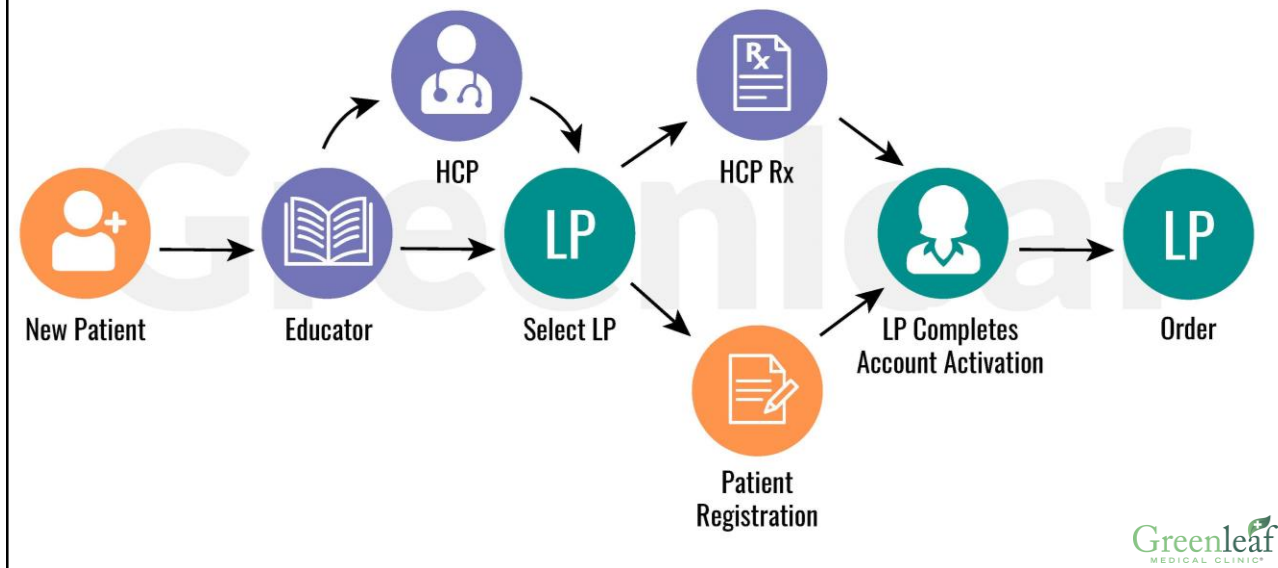 Greenleaf
Rx
HCP
HCP Rx
LP
LP
New Patient
Educator
Select LP
LP Completes
Account Activation
Order
Patient
Registration
Greenleaf
MEDICAL CLINIC®